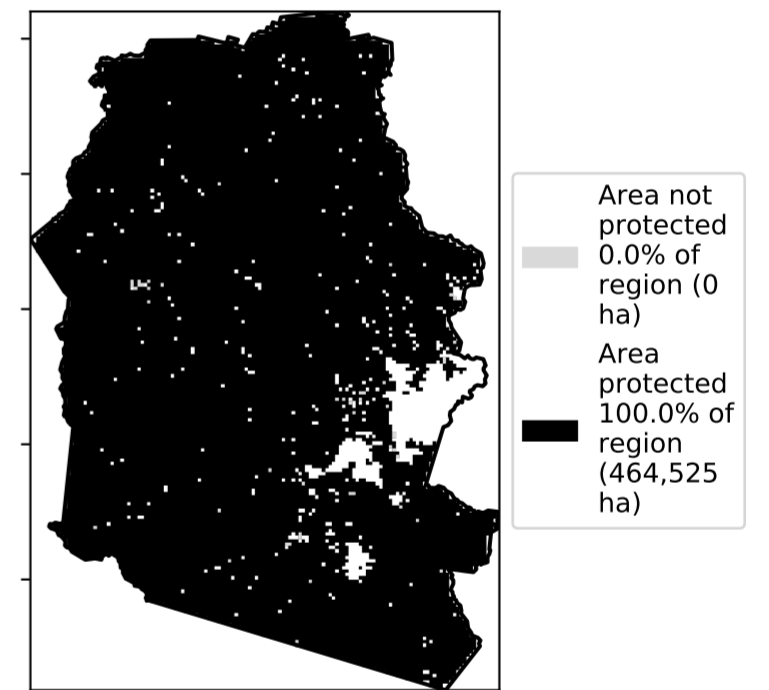 Area not
protected
0.0% of
region (0
ha)
Area
protected
100.0% of
region
(464,525
ha)